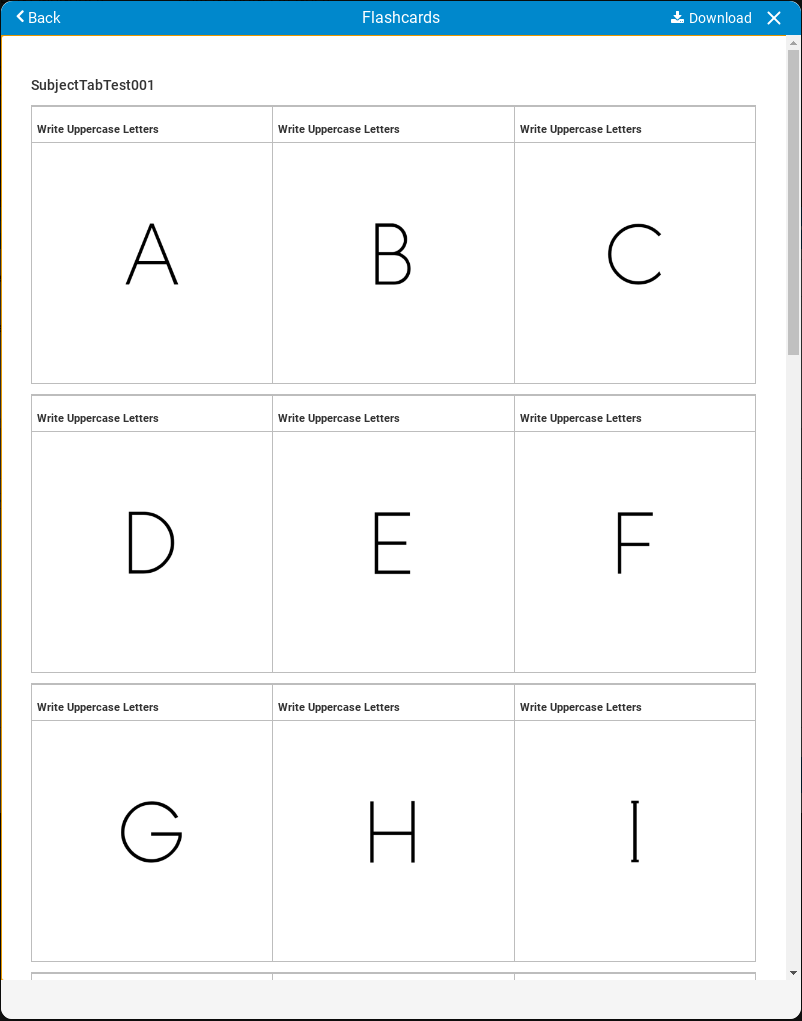 Back Flashcards Download
SubjectTabTest001
Write Uppercase Letters Write Uppercase Letters Write Uppercase Letters
A B C
Write Uppercase Letters Write Uppercase Letters Write Uppercase Letters
D E F
Write Uppercase Letters Write Uppercase Letters Write Uppercase Letters
G H I